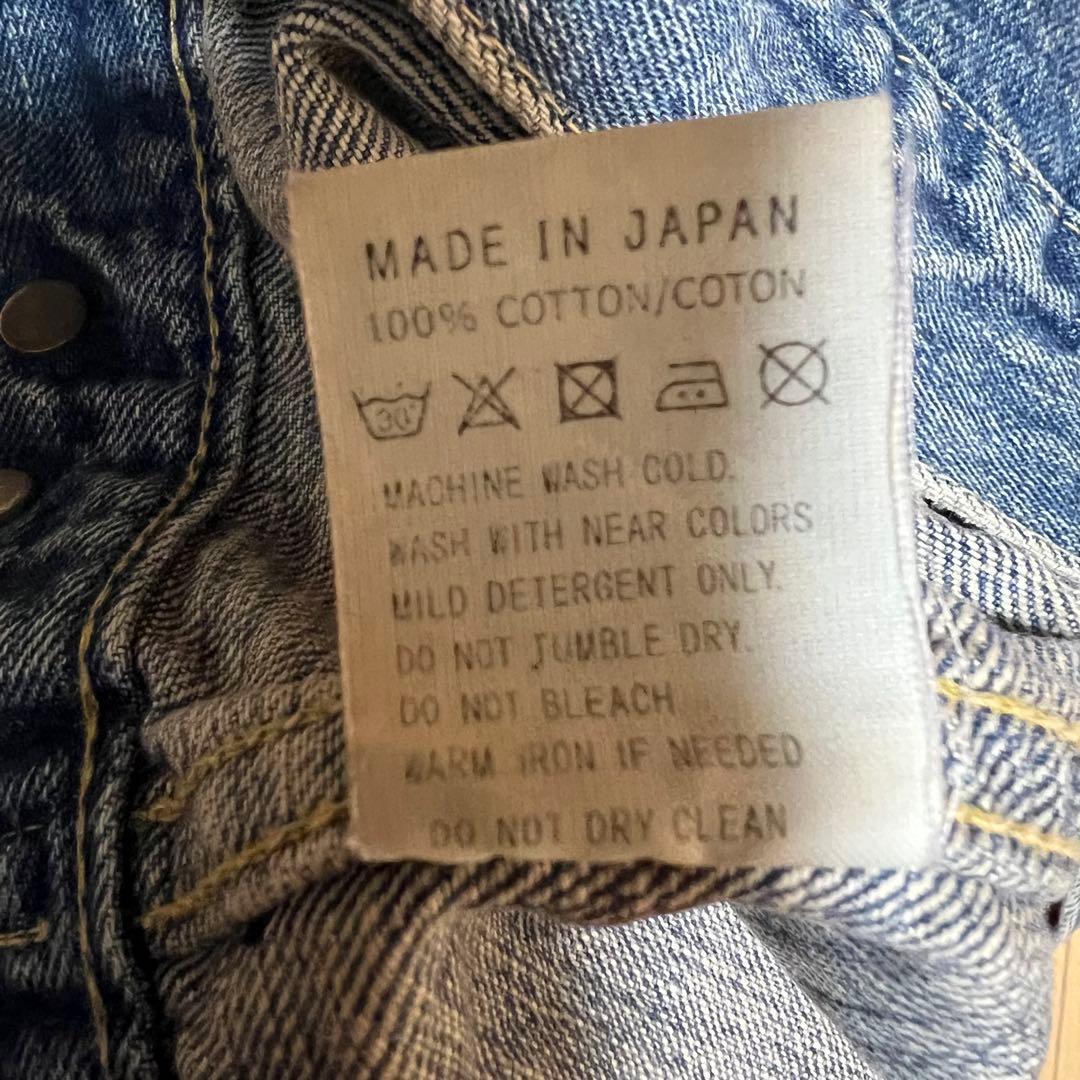 MADE IN JAPAN
100% COTTON/COTON
30°
MACHINE WASH COLD.
WASH WITH NEAR COLORS
MILD DETERGENT ONLY.
DO NOT JUMBLE DRY.
DO NOT BLEACH
WARM IRON IF NEEDED
DO NOT DRY CLEAN